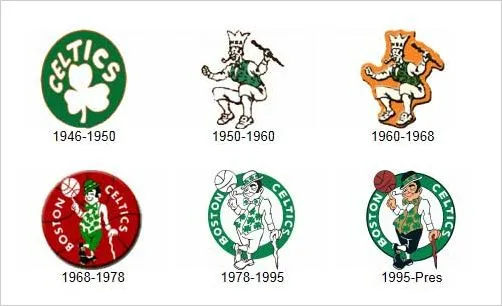 CELTICS
1946-1950
1950-1960
1960-1968
BOSTON CELTICS
BOSTON CELTICS
BOSTON CELTICS
1968-1978
1978-1995
1995-Pres